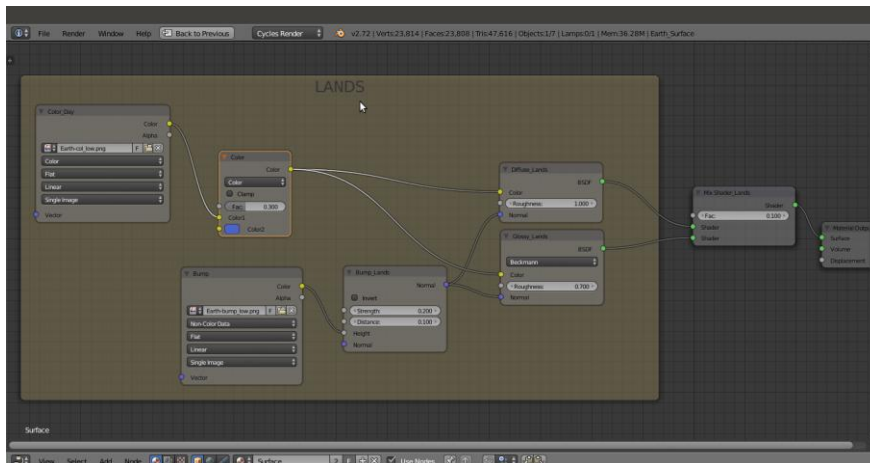 File Render Window Help Back to Previous Cycles Render v2.72 | Verts:23,814 | Faces:23,808 | Tris:47,616 | Objects:1/7 | Lamps:0/1 | Mem:36.28M | Earth_Surface
LANDS
Color_Day
Color
Alpha
Earth-col_low.png F
Color
Flat
Linear
Single Image
Vector
Color
Color
Color
Clamp
Fac: 0.300
Color1
Color2
Bump
Color
Alpha
Earth-bump_low.png F
Non-Color Data
Flat
Linear
Single Image
Vector
Bump_Lands
Normal
Invert
Strength: 0.200
Distance: 0.100
Height
Normal
Diffuse_Lands
BSDF
Color
Roughness: 1.000
Normal
Glossy_Lands
BSDF
Beckmann
Color
Roughness: 0.700
Normal
Mix Shader_Lands
Shader
Fac: 0.100
Shader
Shader
Material Outpu
Surface
Volume
Displacement
Surface
View Select Add Node Surface F Use Nodes